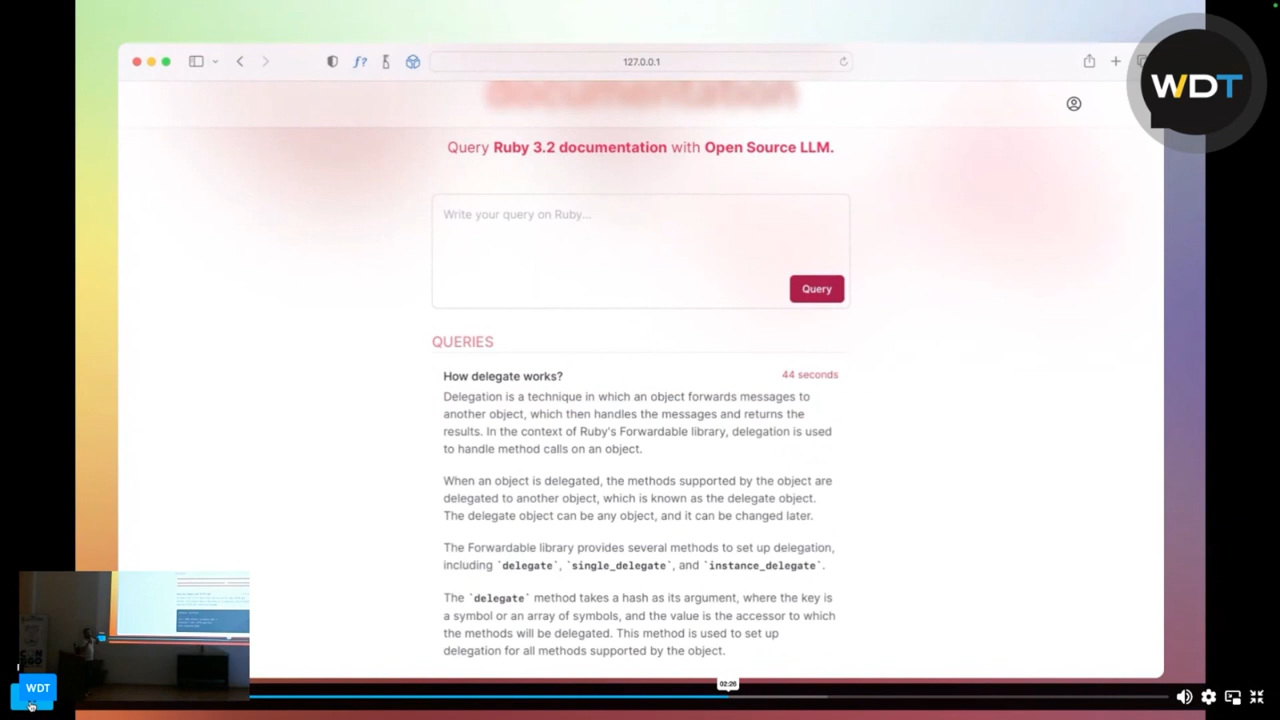 127.0.0.1
WDT
Query Ruby 3.2 documentation with Open Source LLM.
Write your query on Ruby...
Query
QUERIES
How delegate works?
44 seconds
Delegation is a technique in which an object forwards messages to
another object, which then handles the messages and returns the
results. In the context of Ruby's Forwardable library, delegation is used
to handle method calls on an object.
When an object is delegated, the methods supported by the object are
delegated to another object, which is known as the delegate object.
The delegate object can be any object, and it can be changed later.
The Forwardable library provides several methods to set up delegation,
including `delegate`, `single_delegate`, and `instance_delegate`.
The `delegate` method takes a hash as its argument, where the key is
a symbol or an array of symbols, and the value is the accessor to which
the methods will be delegated. This method is used to set up
delegation for all methods supported by the object.
WDT
02:26